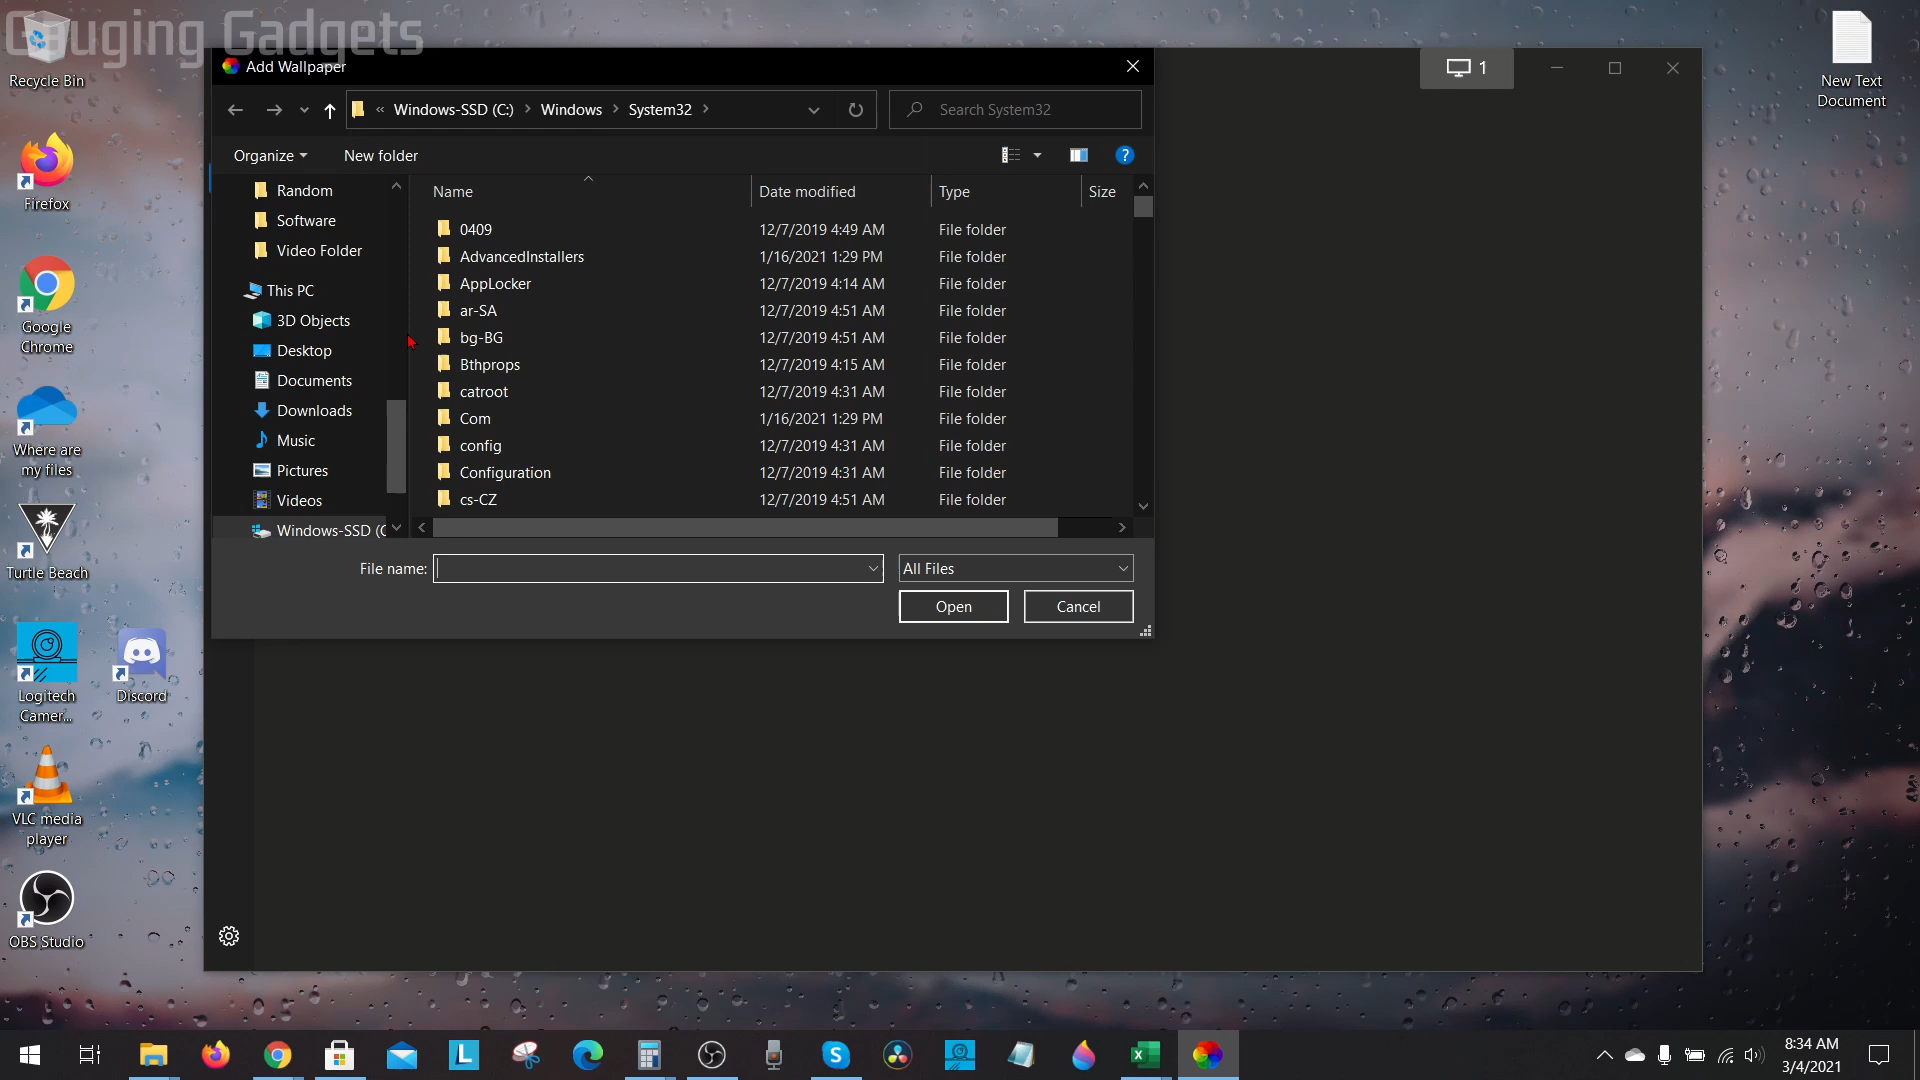 Gauging Gadgets
Recycle Bin
Firefox
Google
Chrome
Where are
my files
Turtle Beach
Logitech
Camer...
Discord
VLC media
player
OBS Studio
New Text
Document
Add Wallpaper
1
« Windows-SSD (C:) > Windows > System32 >
Search System32
Organize
New folder
Random
Software
Video Folder
This PC
3D Objects
Desktop
Documents
Downloads
Music
Pictures
Videos
Windows-SSD (C
Name Date modified Type Size
0409 12/7/2019 4:49 AM File folder
AdvancedInstallers 1/16/2021 1:29 PM File folder
AppLocker 12/7/2019 4:14 AM File folder
ar-SA 12/7/2019 4:51 AM File folder
bg-BG 12/7/2019 4:51 AM File folder
Bthprops 12/7/2019 4:15 AM File folder
catroot 12/7/2019 4:31 AM File folder
Com 1/16/2021 1:29 PM File folder
config 12/7/2019 4:31 AM File folder
Configuration 12/7/2019 4:31 AM File folder
cs-CZ 12/7/2019 4:51 AM File folder
File name:
All Files
Open
Cancel
8:34 AM
3/4/2021